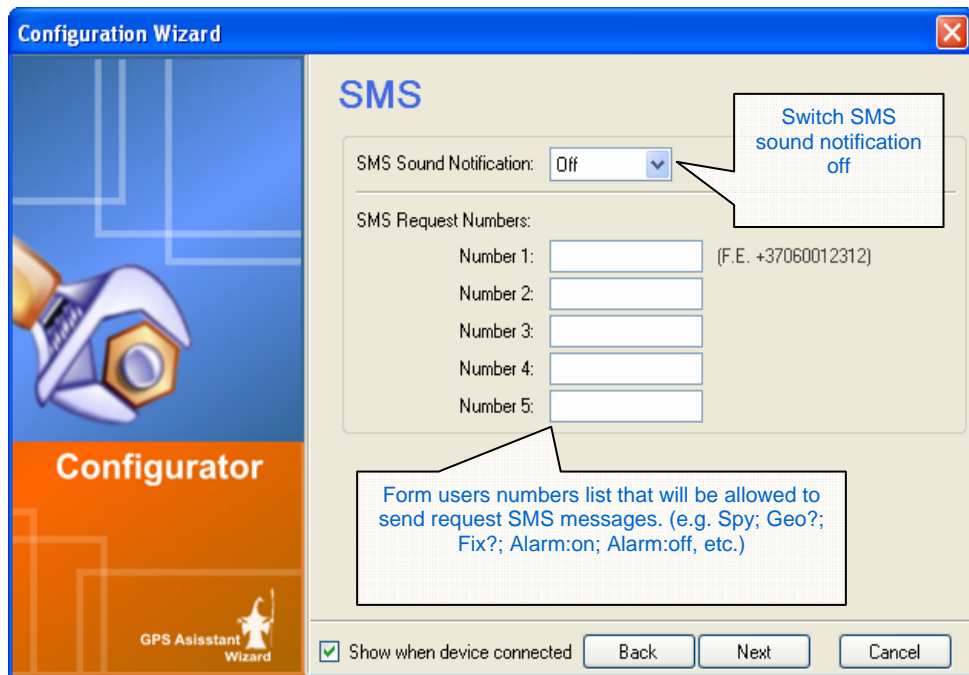 Configuration Wizard
SMS
Switch SMS
sound notification
off
SMS Sound Notification: Off
SMS Request Numbers:
Number 1: (F.E. +37060012312)
Number 2:
Number 3:
Number 4:
Number 5:
Form users numbers list that will be allowed to
send request SMS messages. (e.g. Spy; Geo?;
Fix?; Alarm:on; Alarm:off, etc.)
Configurator
GPS Asisstant
Wizard
Show when device connected Back Next Cancel